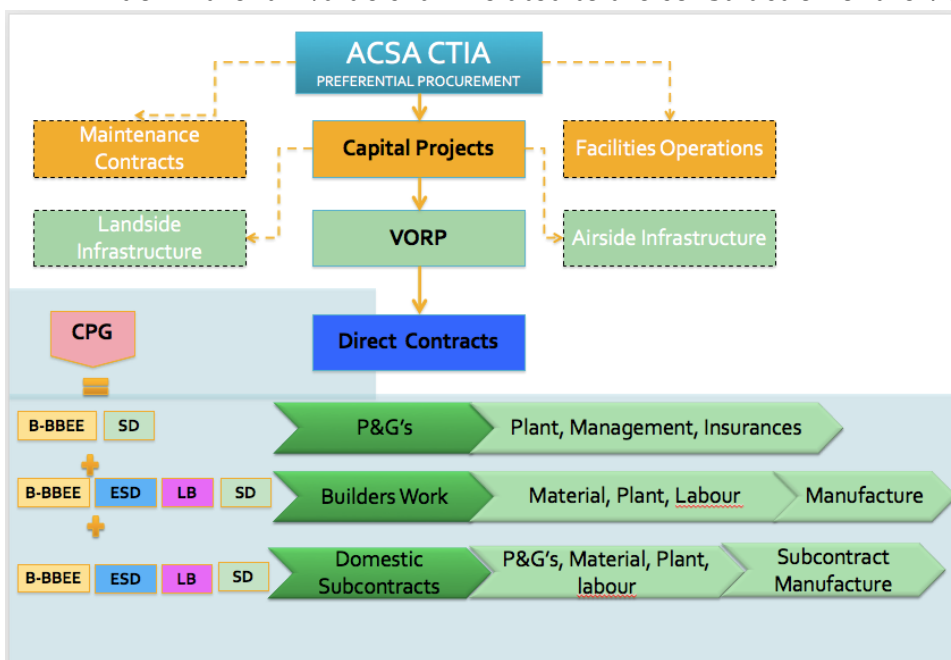 ACSA CTIA
PREFERENTIAL PROCUREMENT
Maintenance
Contracts
Capital Projects
Facilities Operations
Landside
Infrastructure
VORP
Airside Infrastructure
CPG
Direct Contracts
B-BBEE SD P&G's Plant, Management, Insurances
B-BBEE ESD LB SD Builders Work Material, Plant, Labour Manufacture
B-BBEE ESD LB SD
Domestic
Subcontracts
P&G's, Material, Plant,
labour
Subcontract
Manufacture